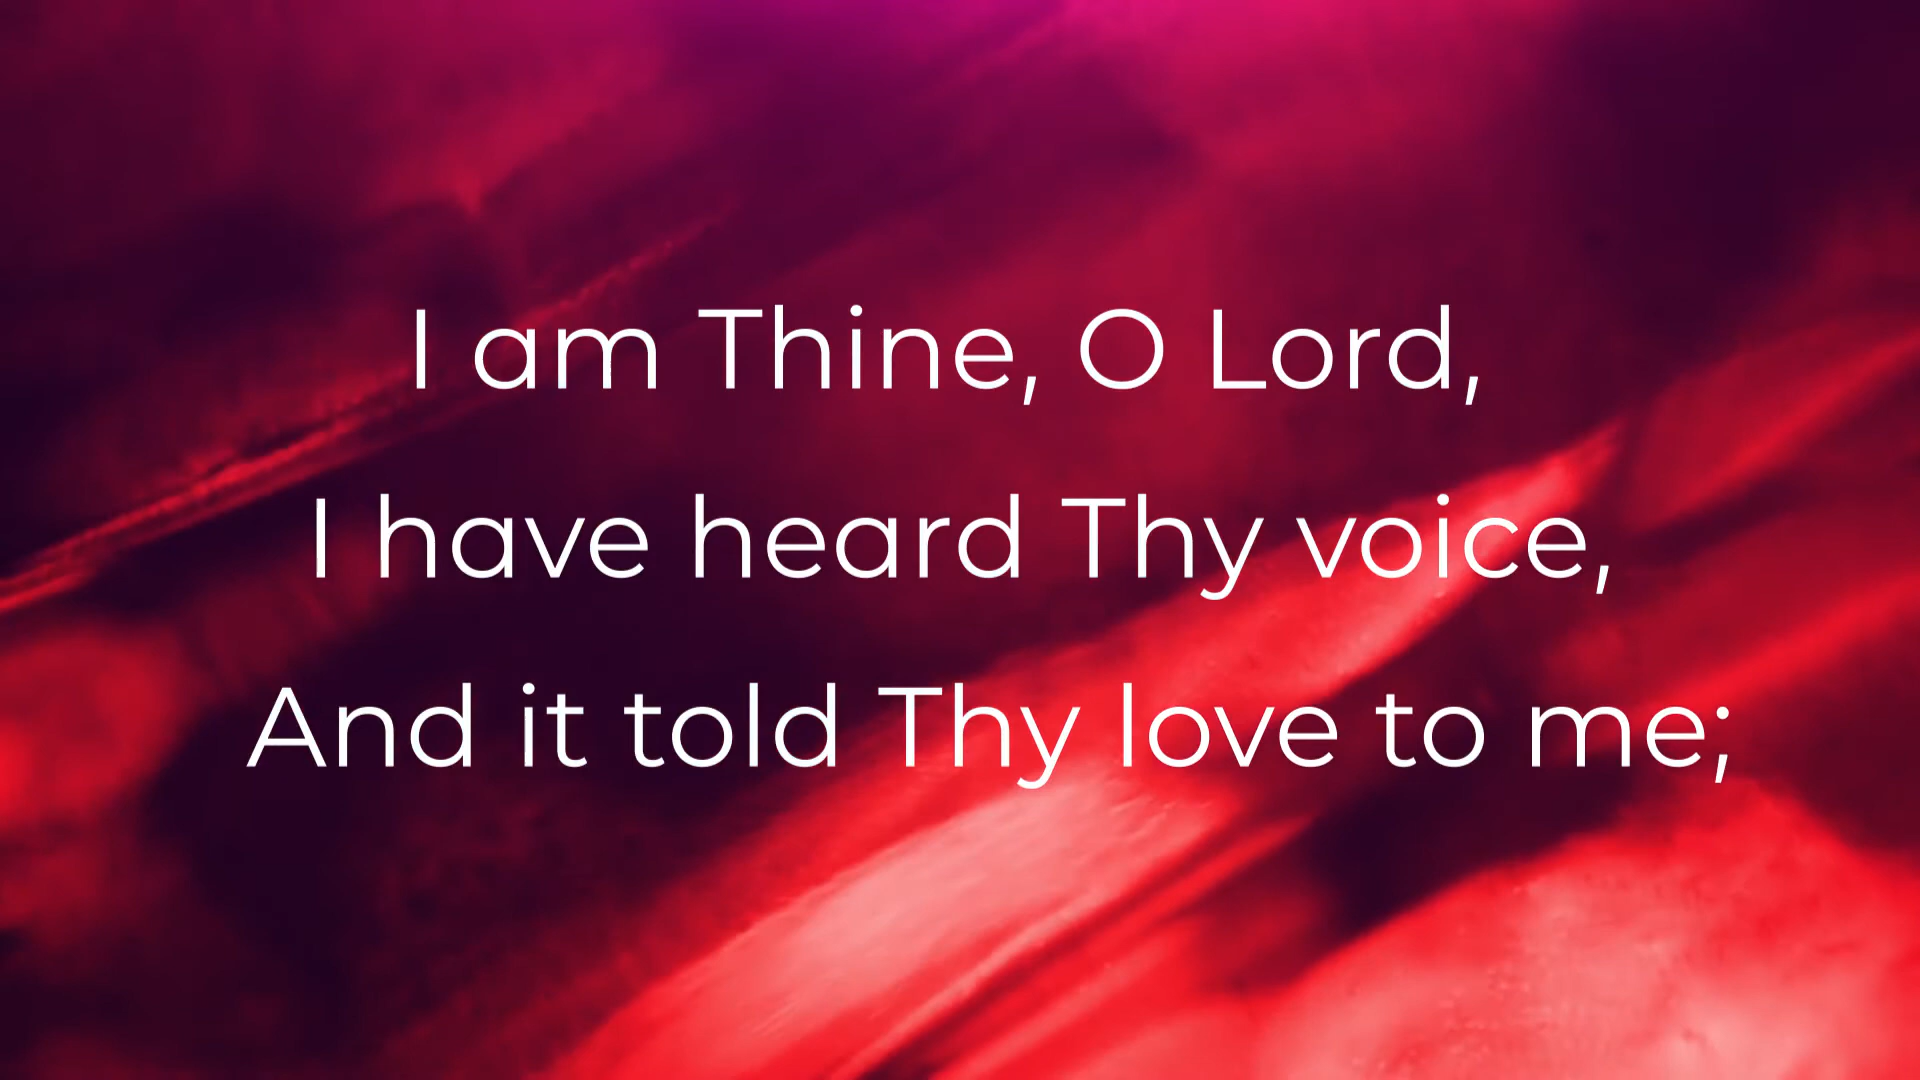 I am Thine, O Lord,
I have heard Thy voice,
And it told Thy love to me;